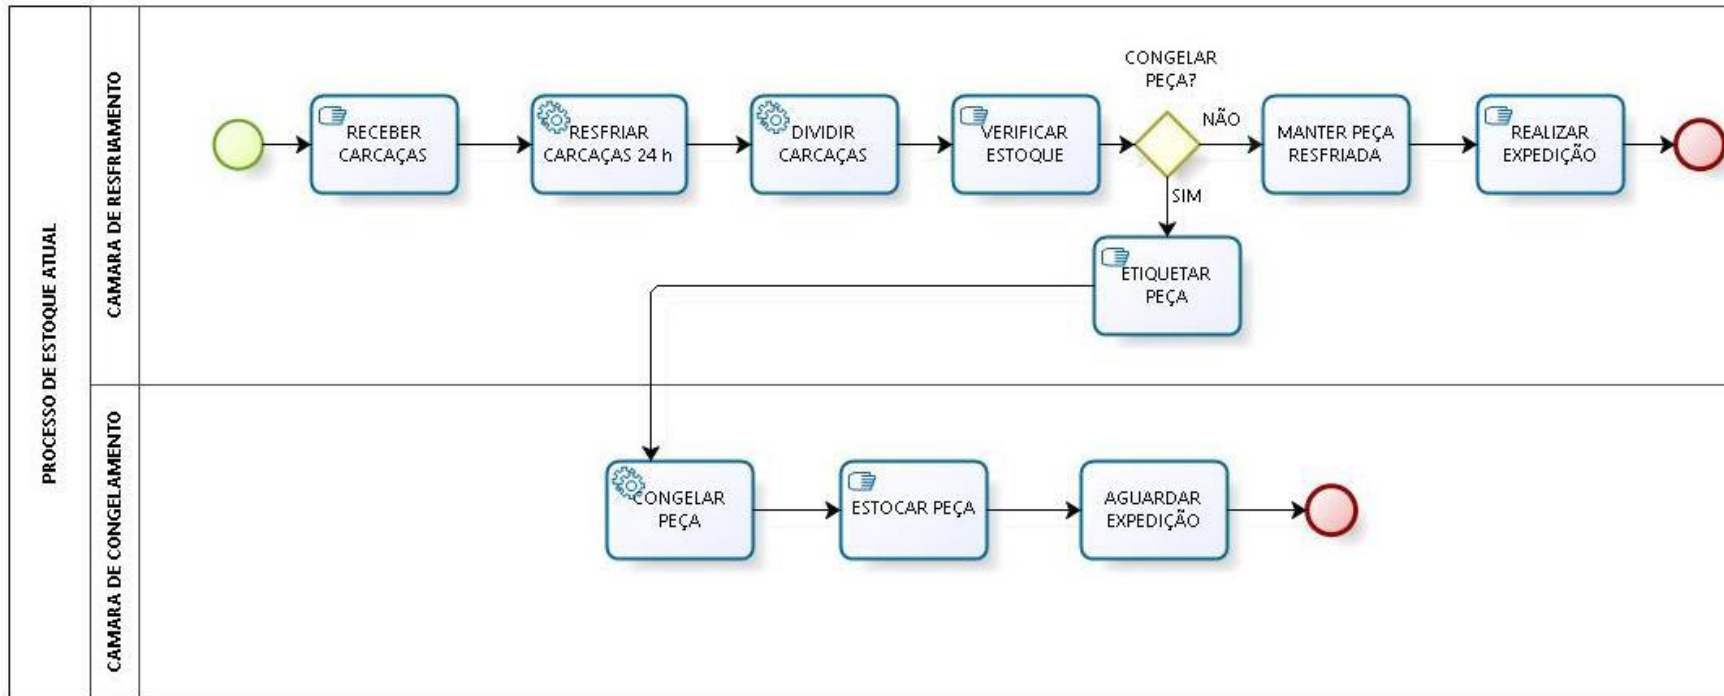 PROCESSO DE ESTOQUE ATUAL
CAMARA DE RESFRIAMENTO
RECEBER
CARCAÇAS
RESFRIAR
CARCAÇAS 24 h
DIVIDIR
CARCAÇAS
VERIFICAR
ESTOQUE
CONGELAR
PEÇA?
NÃO
MANTER PEÇA
RESFRIADA
REALIZAR
EXPEDIÇÃO
SIM
ETIQUETAR
PEÇA
CAMARA DE CONGELAMENTO
CONGELAR
PEÇA
ESTOCAR PEÇA
AGUARDAR
EXPEDIÇÃO